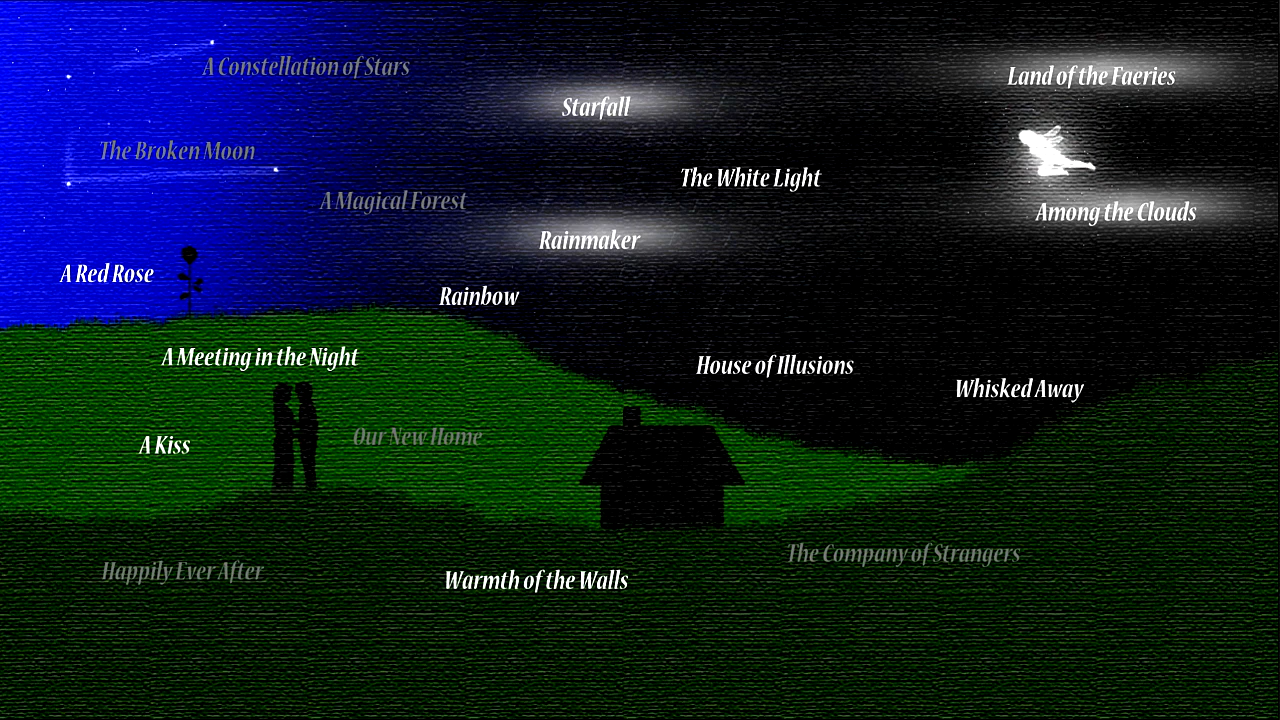 A Constellation of Stars
Land of the Faeries
Starfall
The Broken Moon
The White Light
A Magical Forest
Among the Clouds
Rainmaker
A Red Rose
Rainbow
A Meeting in the Night
House of Illusions
Whisked Away
A Kiss
Our New Home
The Company of Strangers
Happily Ever After
Warmth of the Walls